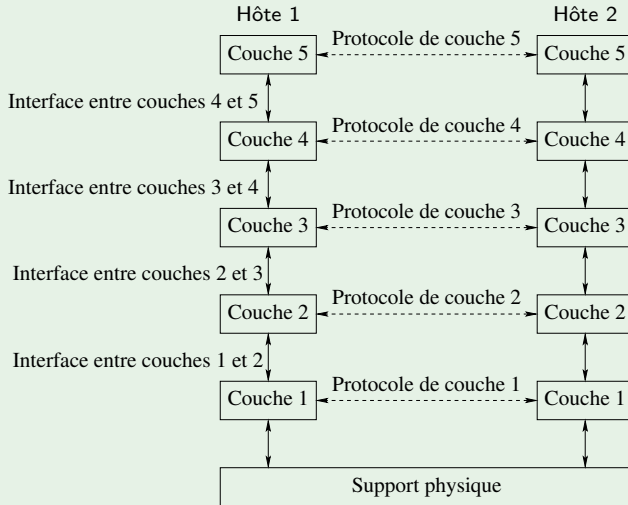 Hôte 1
Hôte 2
Protocole de couche 5
Couche 5
Couche 5
Interface entre couches 4 et 5
Protocole de couche 4
Couche 4
Couche 4
Interface entre couches 3 et 4
Protocole de couche 3
Couche 3
Couche 3
Interface entre couches 2 et 3
Protocole de couche 2
Couche 2
Couche 2
Interface entre couches 1 et 2
Protocole de couche 1
Couche 1
Couche 1
Support physique